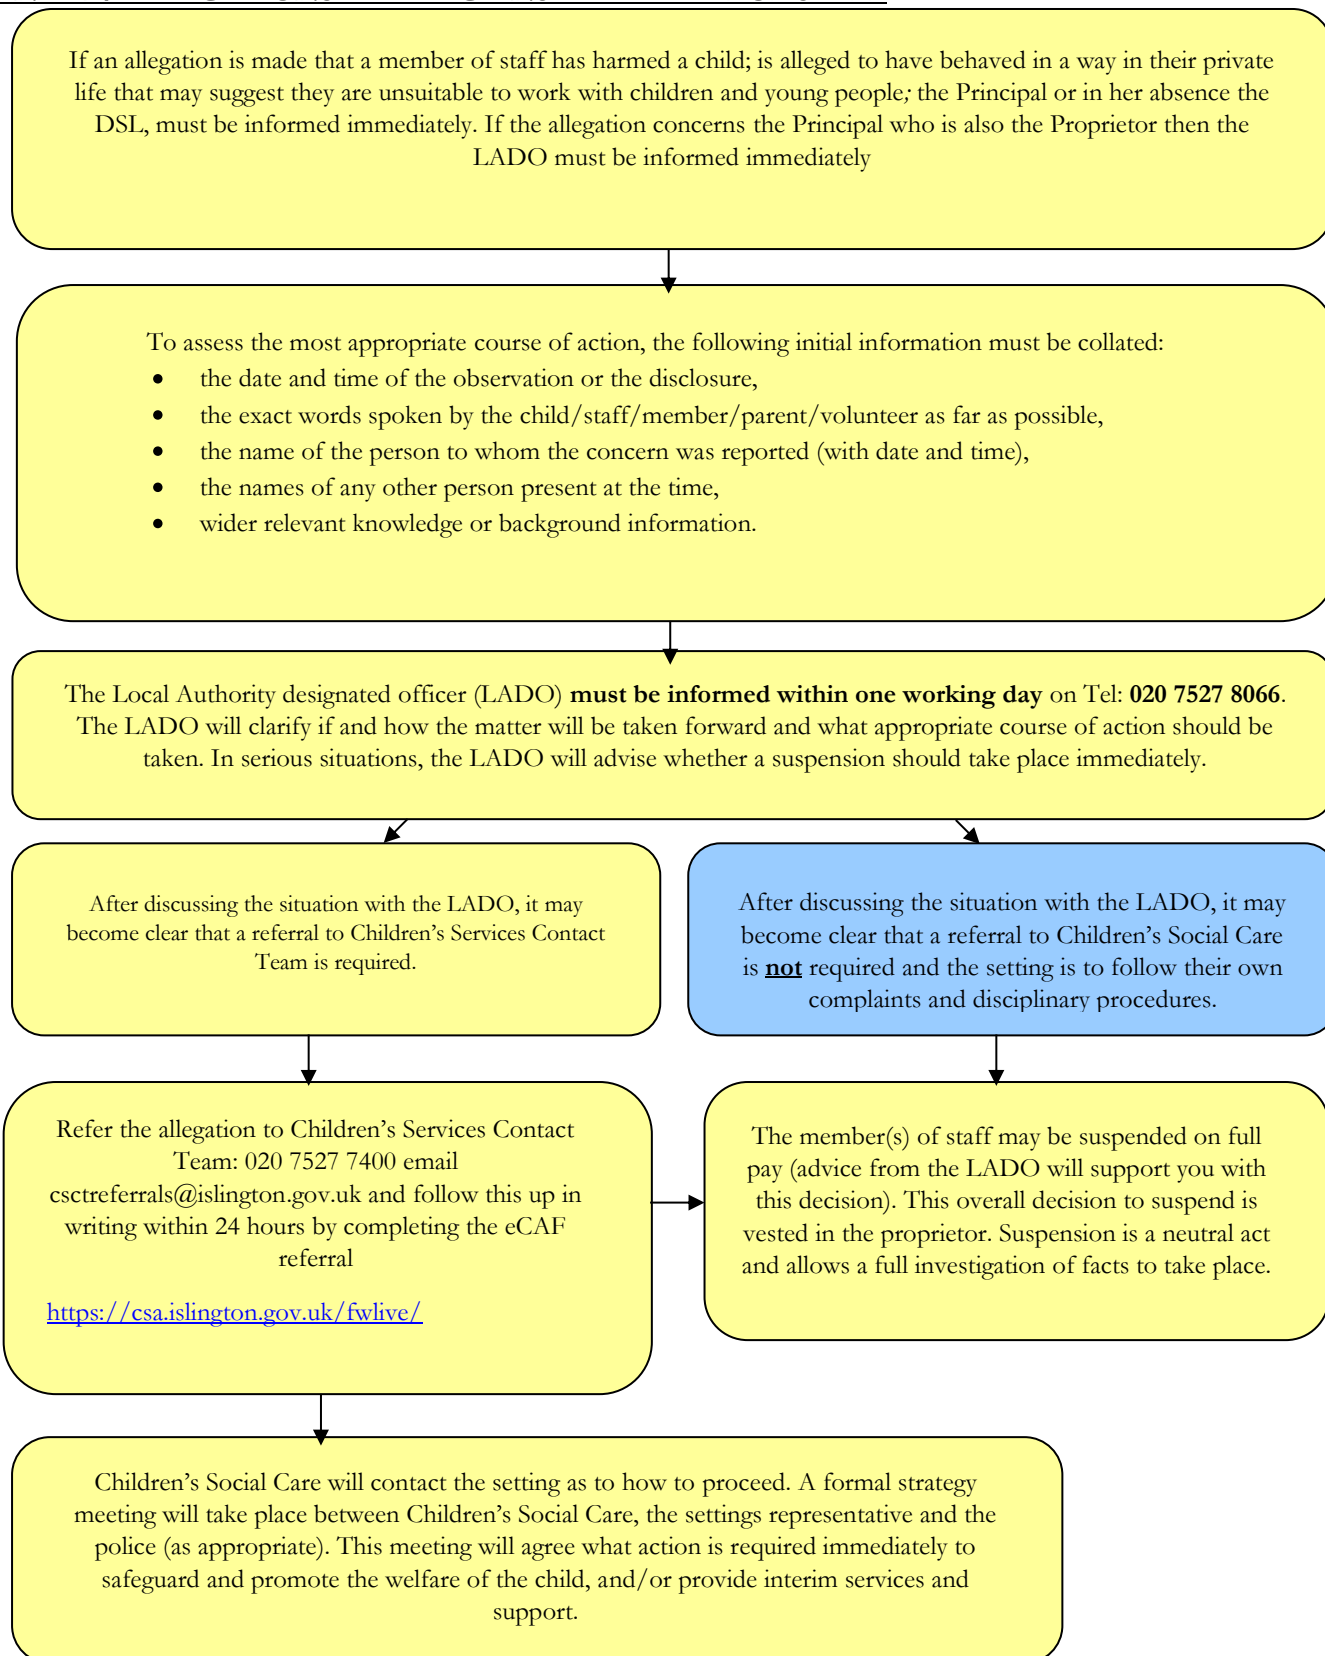 If an allegation is made that a member of staff has harmed a child; is alleged to have behaved in a way in their private
life that may suggest they are unsuitable to work with children and young people; the Principal or in her absence the
DSL, must be informed immediately. If the allegation concerns the Principal who is also the Proprietor then the
LADO must be informed immediately
To assess the most appropriate course of action, the following initial information must be collated:
• the date and time of the observation or the disclosure,
• the exact words spoken by the child/staff/member/parent/volunteer as far as possible,
• the name of the person to whom the concern was reported (with date and time),
• the names of any other person present at the time,
• wider relevant knowledge or background information.
The Local Authority designated officer (LADO) must be informed within one working day on Tel: 020 7527 8066.
The LADO will clarify if and how the matter will be taken forward and what appropriate course of action should be
taken. In serious situations, the LADO will advise whether a suspension should take place immediately.
After discussing the situation with the LADO, it may
become clear that a referral to Children’s Services Contact
Team is required.
After discussing the situation with the LADO, it may
become clear that a referral to Children’s Social Care
is not required and the setting is to follow their own
complaints and disciplinary procedures.
Refer the allegation to Children’s Services Contact
Team: 020 7527 7400 email
csctreferrals@islington.gov.uk and follow this up in
writing within 24 hours by completing the eCAF
referral
https://csa.islington.gov.uk/fwlive/
The member(s) of staff may be suspended on full
pay (advice from the LADO will support you with
this decision). This overall decision to suspend is
vested in the proprietor. Suspension is a neutral act
and allows a full investigation of facts to take place.
Children’s Social Care will contact the setting as to how to proceed. A formal strategy
meeting will take place between Children’s Social Care, the settings representative and the
police (as appropriate). This meeting will agree what action is required immediately to
safeguard and promote the welfare of the child, and/or provide interim services and
support.